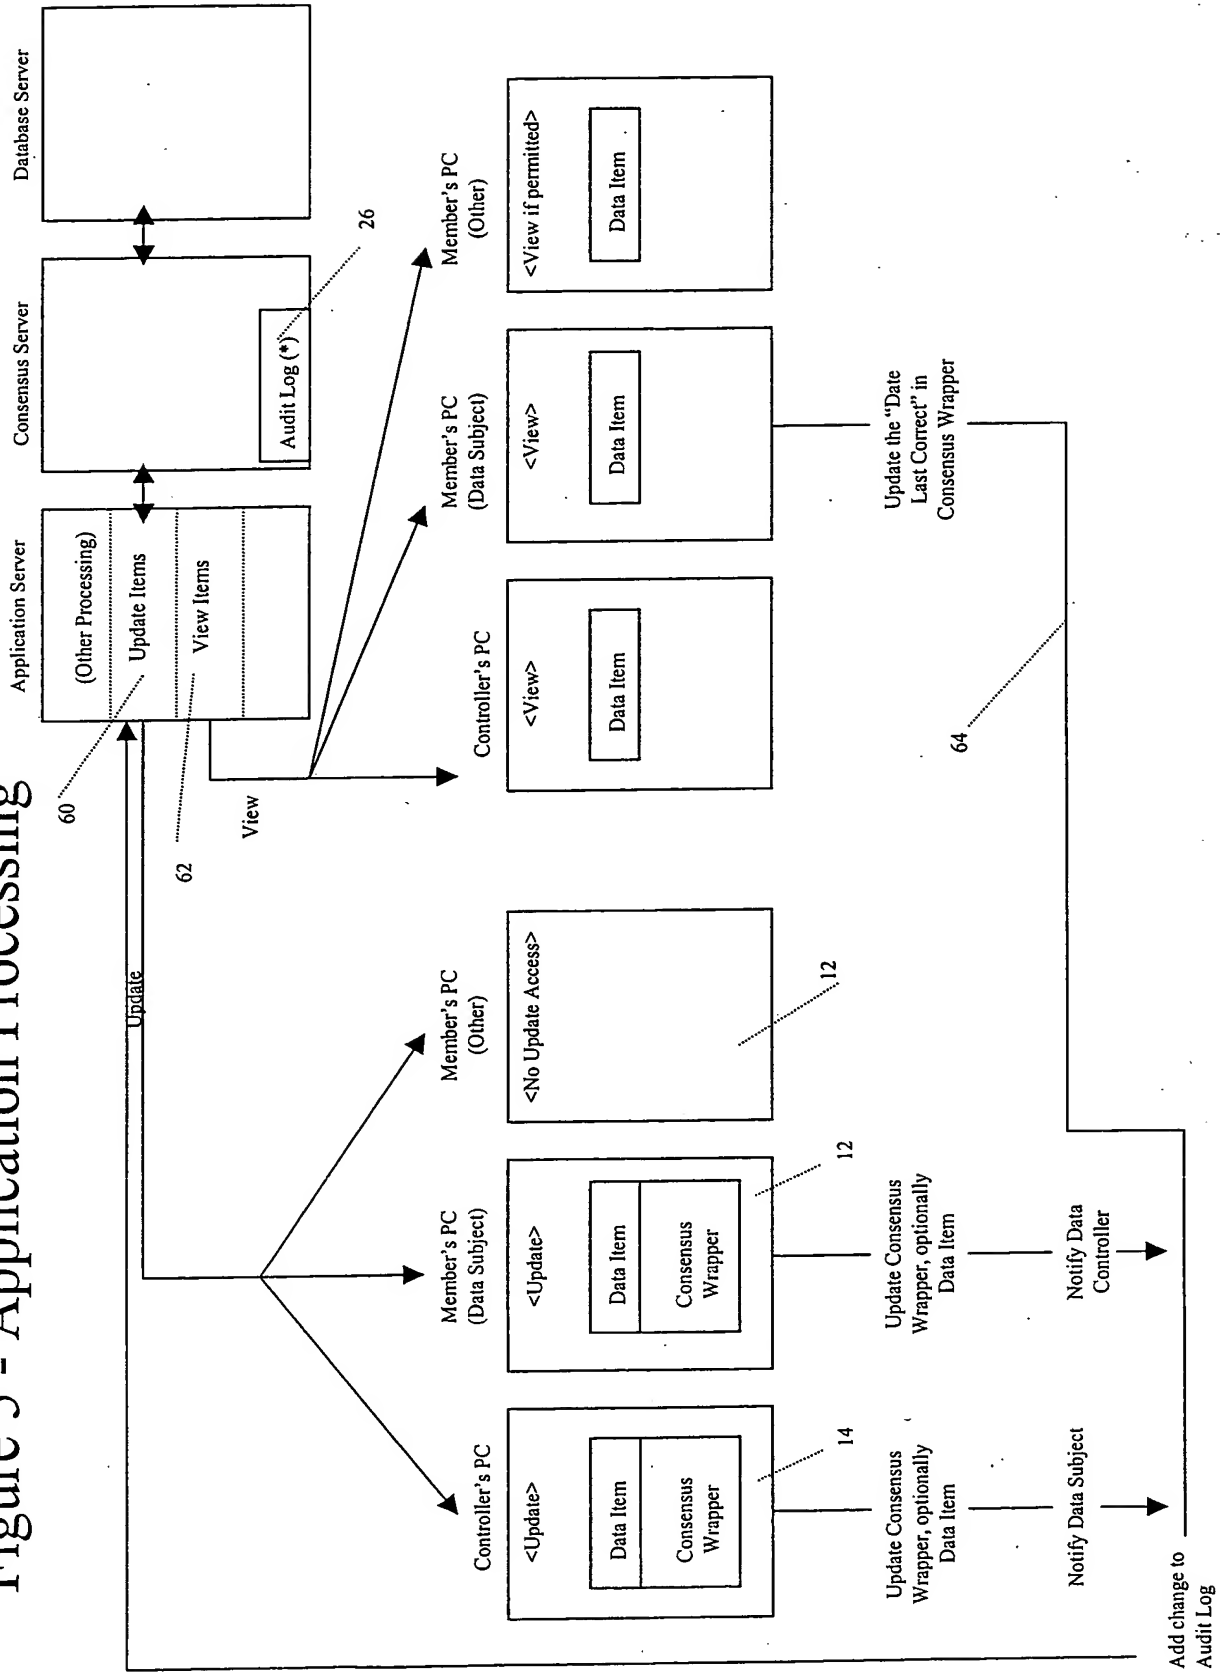 Figure 5 - Application Processing
Application Server
Consensus Server
Database Server
(Other Processing)
Update Items
View Items
Audit Log (*)
26
60
62
Update
View
Controller's PC
Member's PC
(Data Subject)
Member's PC
(Other)
Controller's PC
Member's PC
(Data Subject)
Member's PC
(Other)
<Update>
Data Item
Consensus
Wrapper
14
<Update>
Data Item
Consensus
Wrapper
12
<No Update Access>
12
<View>
Data Item
<View>
Data Item
<View if permitted>
Data Item
Update Consensus
Wrapper, optionally
Data Item
Update Consensus
Wrapper, optionally
Data Item
Update the “Date
Last Correct” in
Consensus Wrapper
64
Notify Data Subject
Notify Data
Controller
Add change to
Audit Log